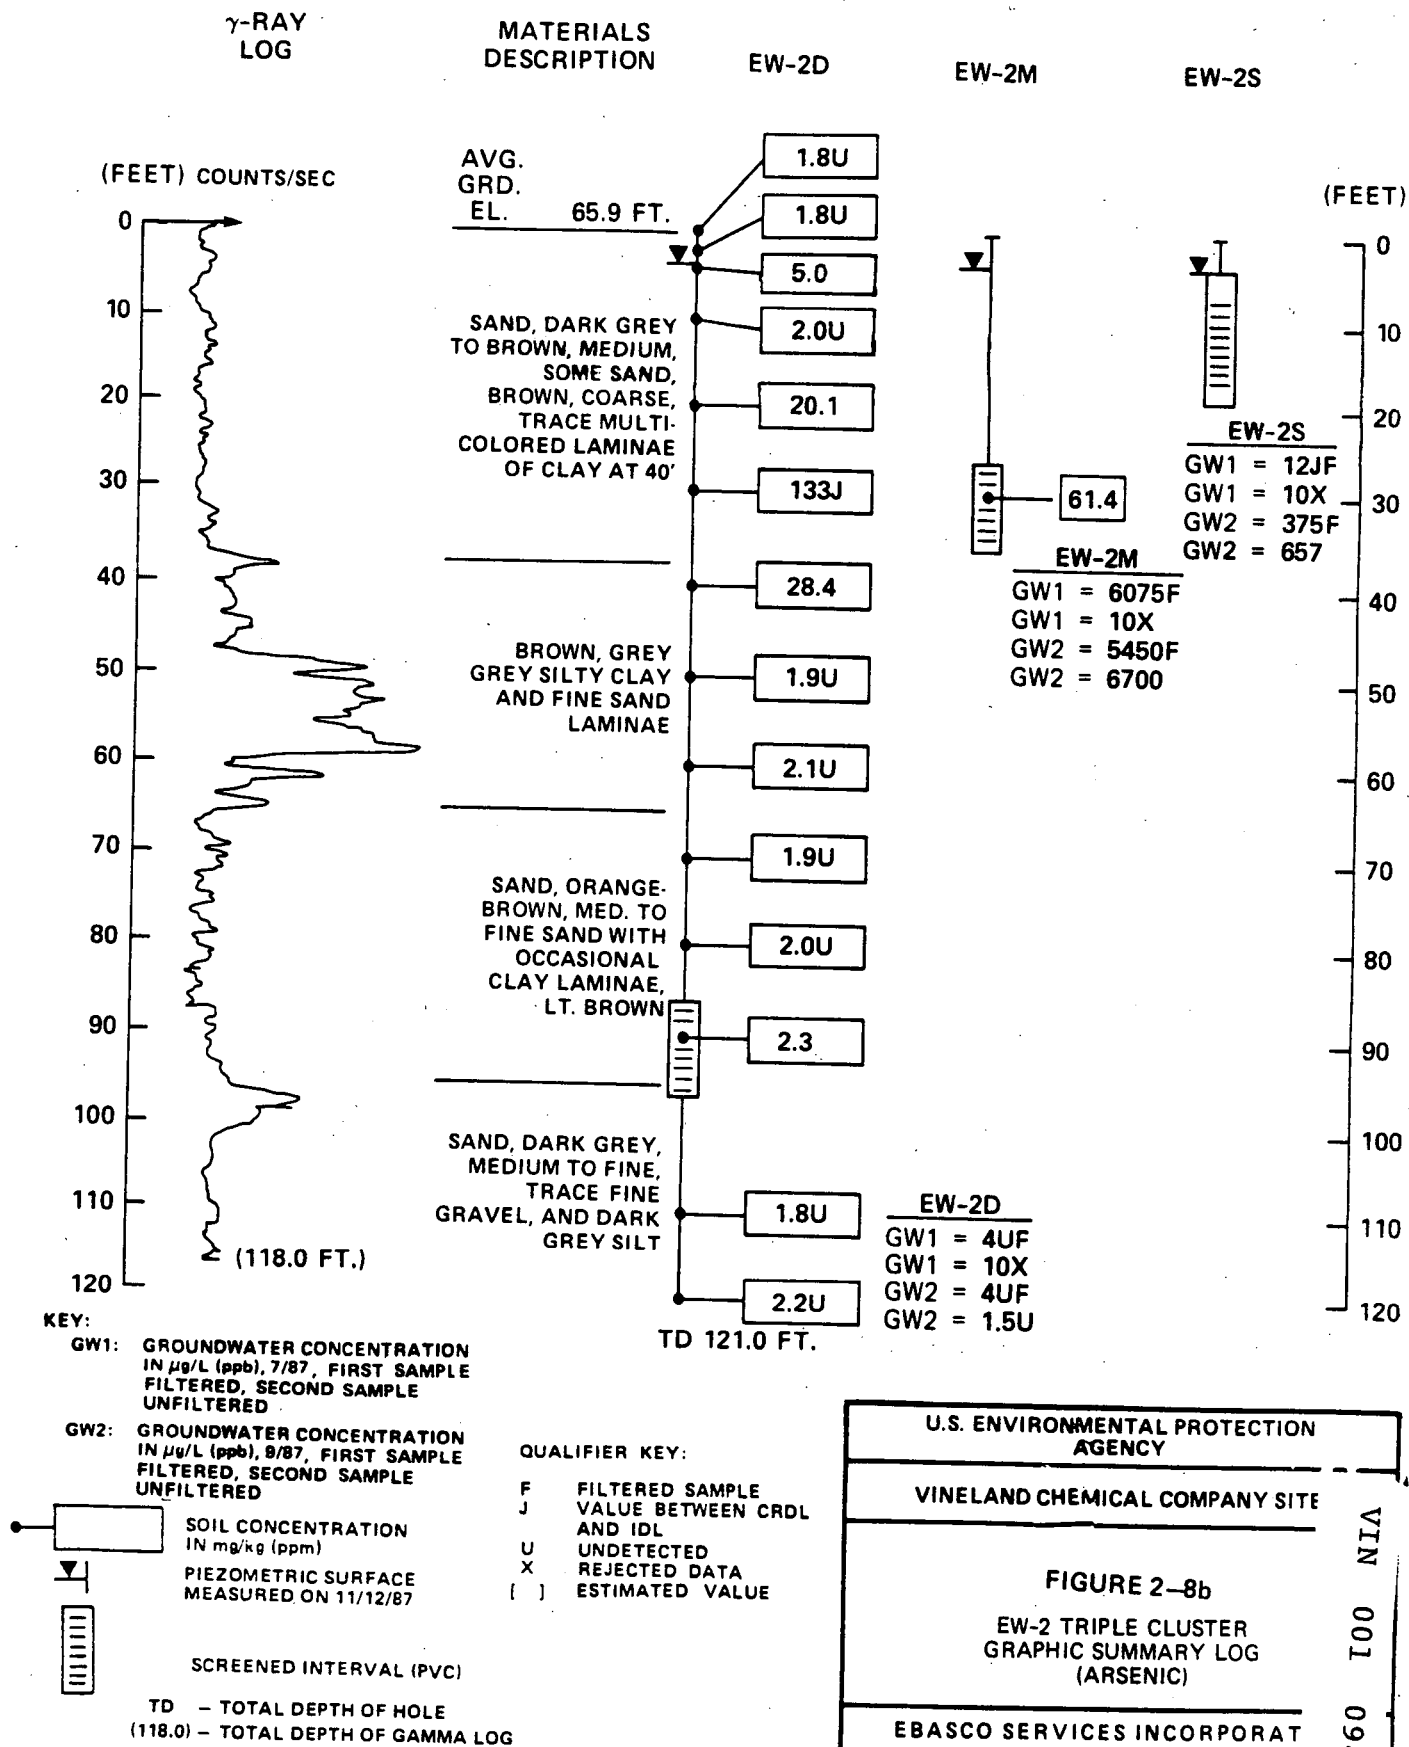 γ-RAY
LOG
MATERIALS
DESCRIPTION
EW-2D
EW-2M
EW-2S
(FEET) COUNTS/SEC
AVG.
GRD.
EL. 65.9 FT.
(FEET)
0
10
20
30
40
50
60
70
80
90
100
110
120
(118.0 FT.)
SAND, DARK GREY
TO BROWN, MEDIUM,
SOME SAND,
BROWN, COARSE,
TRACE MULTI-
COLORED LAMINAE
OF CLAY AT 40'
BROWN, GREY
GREY SILTY CLAY
AND FINE SAND
LAMINAE
SAND, ORANGE-
BROWN, MED. TO
FINE SAND WITH
OCCASIONAL
CLAY LAMINAE,
LT. BROWN
SAND, DARK GREY,
MEDIUM TO FINE,
TRACE FINE
GRAVEL, AND DARK
GREY SILT
1.8U
1.8U
5.0
2.0U
20.1
133J
28.4
1.9U
2.1U
1.9U
2.0U
2.3
1.8U
2.2U
TD 121.0 FT.
EW-2D
GW1 = 4UF
GW1 = 10X
GW2 = 4UF
GW2 = 1.5U
61.4
EW-2M
GW1 = 6075F
GW1 = 10X
GW2 = 5450F
GW2 = 6700
EW-2S
GW1 = 12JF
GW1 = 10X
GW2 = 375F
GW2 = 657
0
10
20
30
40
50
60
70
80
90
100
110
120
KEY:
GW1: GROUNDWATER CONCENTRATION
IN µg/L (ppb), 7/87, FIRST SAMPLE
FILTERED, SECOND SAMPLE
UNFILTERED
GW2: GROUNDWATER CONCENTRATION
IN µg/L (ppb), 9/87, FIRST SAMPLE
FILTERED, SECOND SAMPLE
UNFILTERED
SOIL CONCENTRATION
IN mg/kg (ppm)
PIEZOMETRIC SURFACE
MEASURED ON 11/12/87
SCREENED INTERVAL (PVC)
TD – TOTAL DEPTH OF HOLE
(118.0) – TOTAL DEPTH OF GAMMA LOG
QUALIFIER KEY:
F FILTERED SAMPLE
J VALUE BETWEEN CRDL
AND IDL
U UNDETECTED
X REJECTED DATA
[ ] ESTIMATED VALUE
U.S. ENVIRONMENTAL PROTECTION
AGENCY
VINELAND CHEMICAL COMPANY SITE
FIGURE 2–8b
EW-2 TRIPLE CLUSTER
GRAPHIC SUMMARY LOG
(ARSENIC)
EBASCO SERVICES INCORPORAT
VIN 001